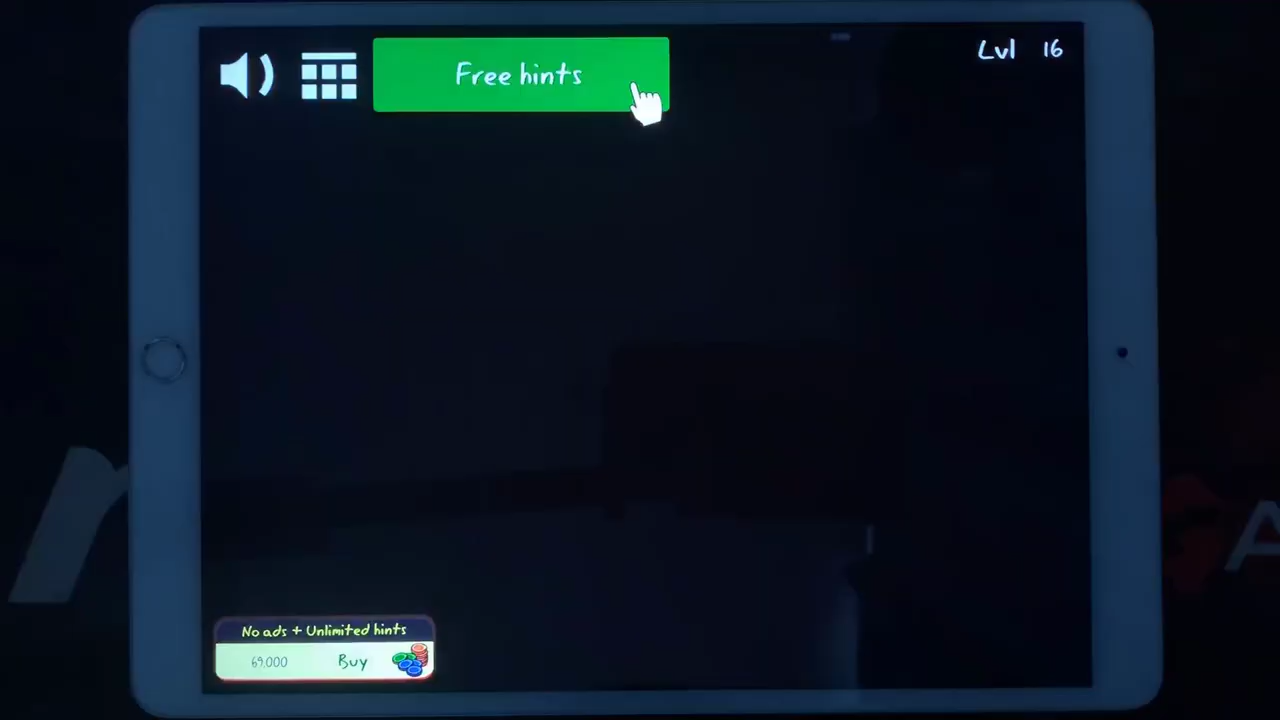 Free hints
Lvl 16
No ads + Unlimited hints
69,000 Buy